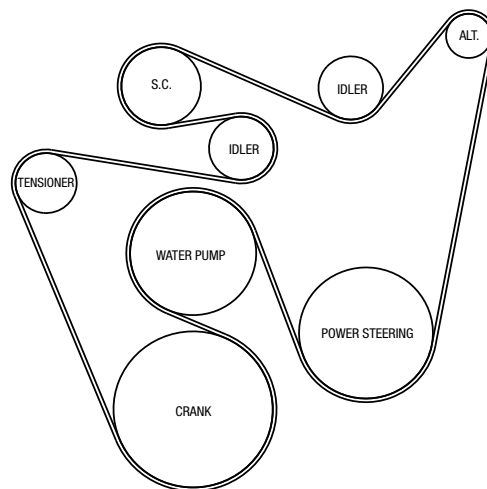 ALT.
S.C.
IDLER
IDLER
TENSIONER
WATER PUMP
POWER STEERING
CRANK